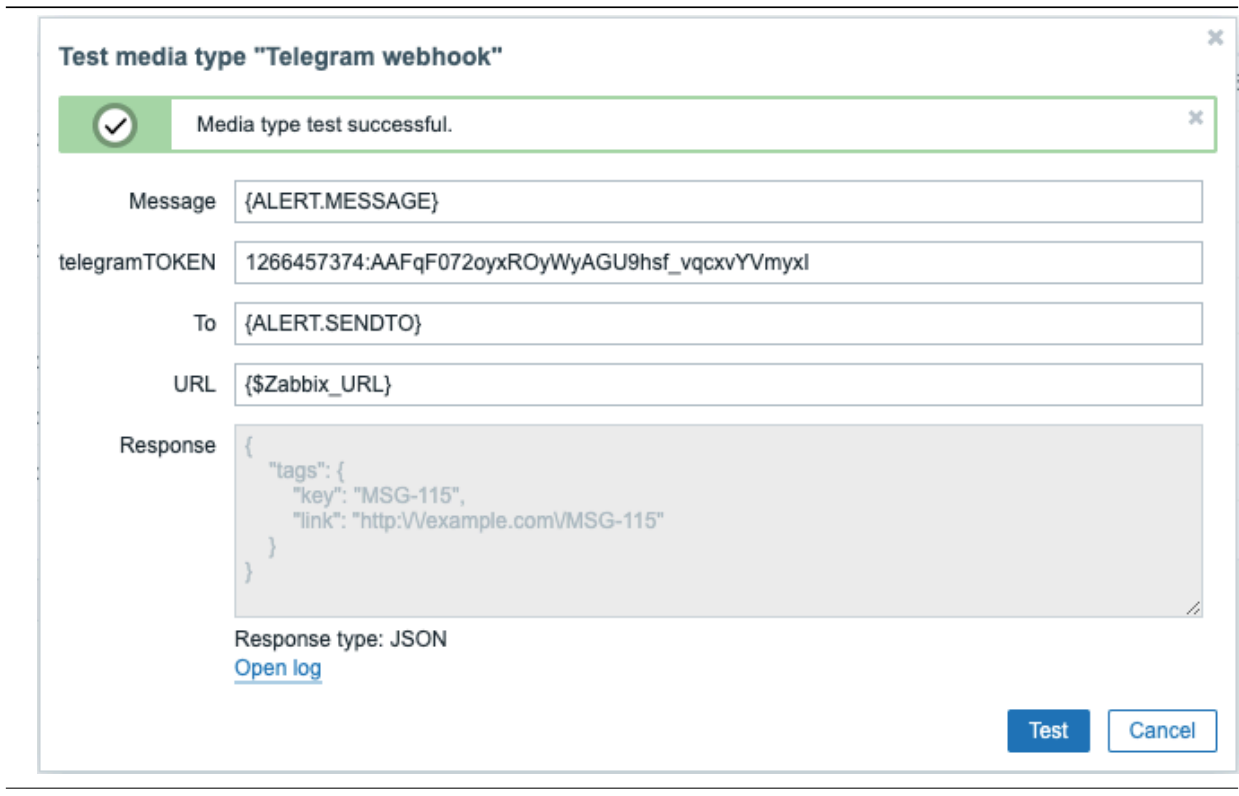 Test media type "Telegram webhook"
Media type test successful.
Message {ALERT.MESSAGE}
telegramTOKEN 1266457374:AAFqF072oyxROyWyAGU9hsf_vqcxvYVmyxI
To {ALERT.SENDTO}
URL {$Zabbix_URL}
Response {
"tags": {
"key": "MSG-115",
"link": "http:\/\/example.com\/MSG-115"
}
}
Response type: JSON
Open log
Test Cancel